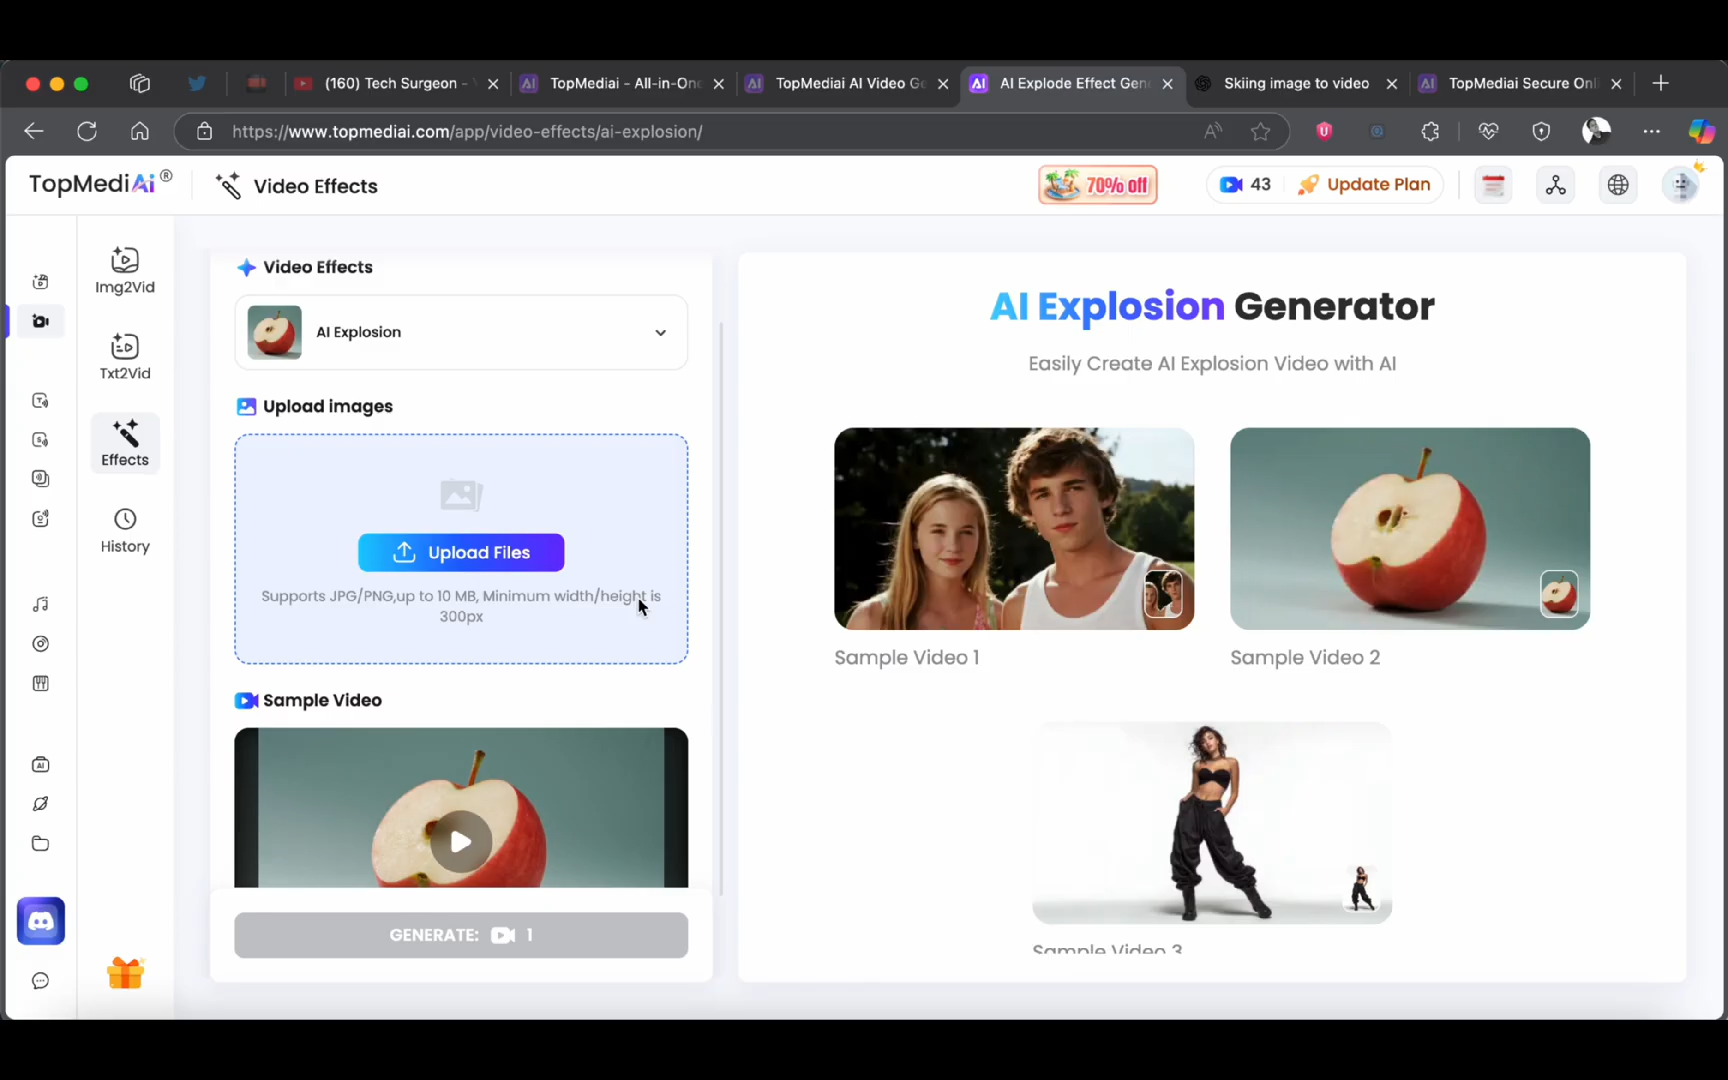 (160) Tech Surgeon -
TopMediai - All-in-One
TopMediai AI Video Ge
AI Explode Effect Gen
Skiing image to video
TopMediai Secure Onl
https://www.topmediai.com/app/video-effects/ai-explosion/
TopMediAi®
Video Effects
70% off
43
Update Plan
Img2Vid
Txt2Vid
Effects
History
Video Effects
AI Explosion
Upload images
Upload Files
Supports JPG/PNG,up to 10 MB, Minimum width/height is
300px
Sample Video
GENERATE: 1
AI Explosion Generator
Easily Create AI Explosion Video with AI
Sample Video 1
Sample Video 2
Sample Video 3